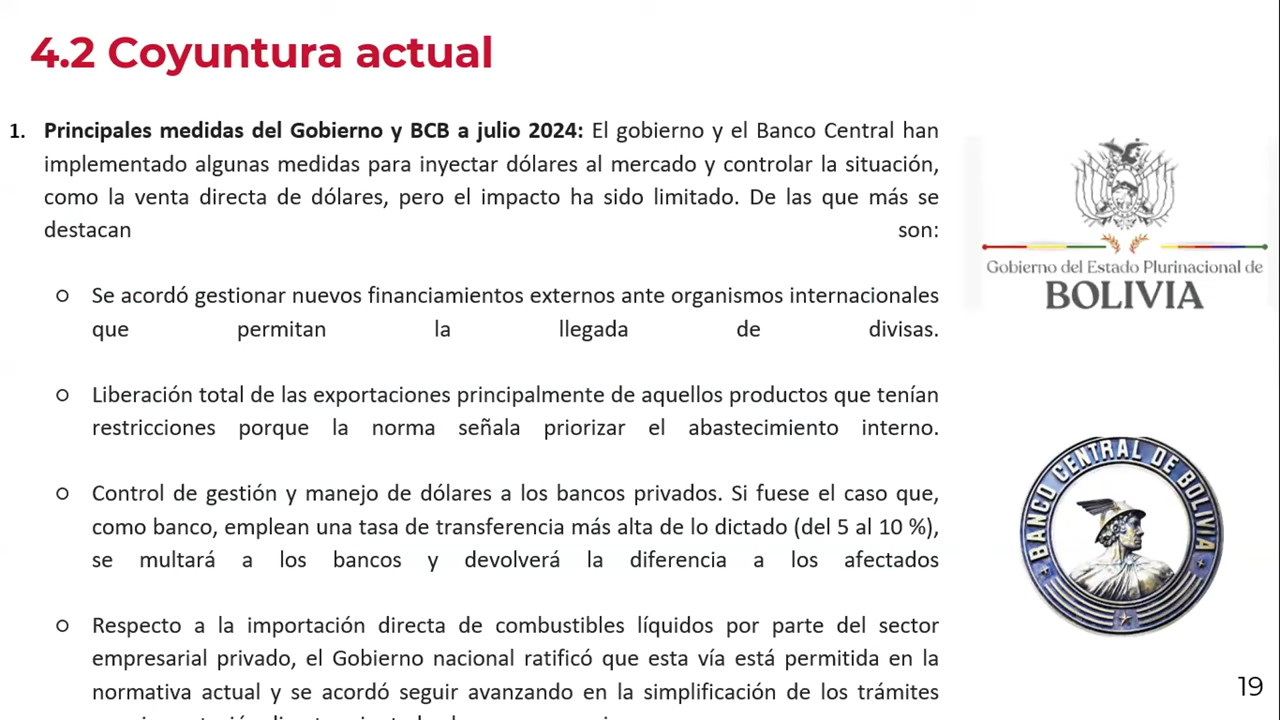 4.2 Coyuntura actual
1. Principales medidas del Gobierno y BCB a julio 2024: El gobierno y el Banco Central han
implementado algunas medidas para inyectar dólares al mercado y controlar la situación,
como la venta directa de dólares, pero el impacto ha sido limitado. De las que más se
destacan son:
○ Se acordó gestionar nuevos financiamientos externos ante organismos internacionales
que permitan la llegada de divisas.
○ Liberación total de las exportaciones principalmente de aquellos productos que tenían
restricciones porque la norma señala priorizar el abastecimiento interno.
○ Control de gestión y manejo de dólares a los bancos privados. Si fuese el caso que,
como banco, emplean una tasa de transferencia más alta de lo dictado (del 5 al 10 %),
se multará a los bancos y devolverá la diferencia a los afectados
○ Respecto a la importación directa de combustibles líquidos por parte del sector
empresarial privado, el Gobierno nacional ratificó que esta vía está permitida en la
normativa actual y se acordó seguir avanzando en la simplificación de los trámites
Gobierno del Estado Plurinacional de
BOLIVIA
BANCO CENTRAL DE BOLIVIA
19